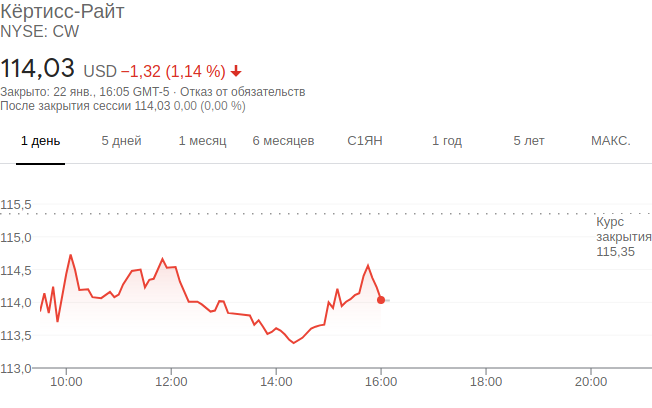 Кёртисс-Райт
NYSE: CW
114,03 USD −1,32 (1,14 %)
Закрыто: 22 янв., 16:05 GMT-5 · Отказ от обязательств
После закрытия сессии 114,03 0,00 (0,00 %)
1 день 5 дней 1 месяц 6 месяцев С1ЯН 1 год 5 лет МАКС.
115,5
Курс
закрытия
115,35
115,0
114,5
114,0
113,5
113,0
10:00 12:00 14:00 16:00 18:00 20:00